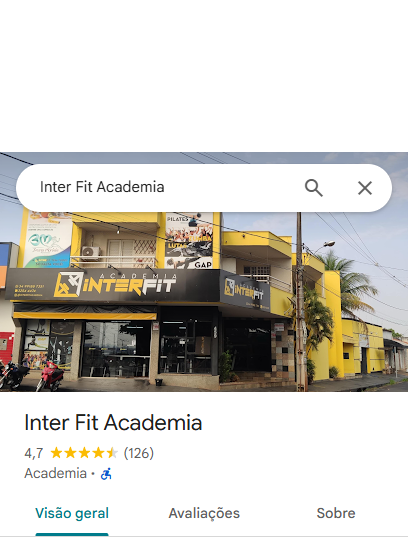 Inter Fit Academia
PILATES
LUTAS
GAP
ACADEMIA
INTERFIT
INTERFIT
Inter Fit Academia
4,7 (126)
Academia ·
Visão geral
Avaliações
Sobre